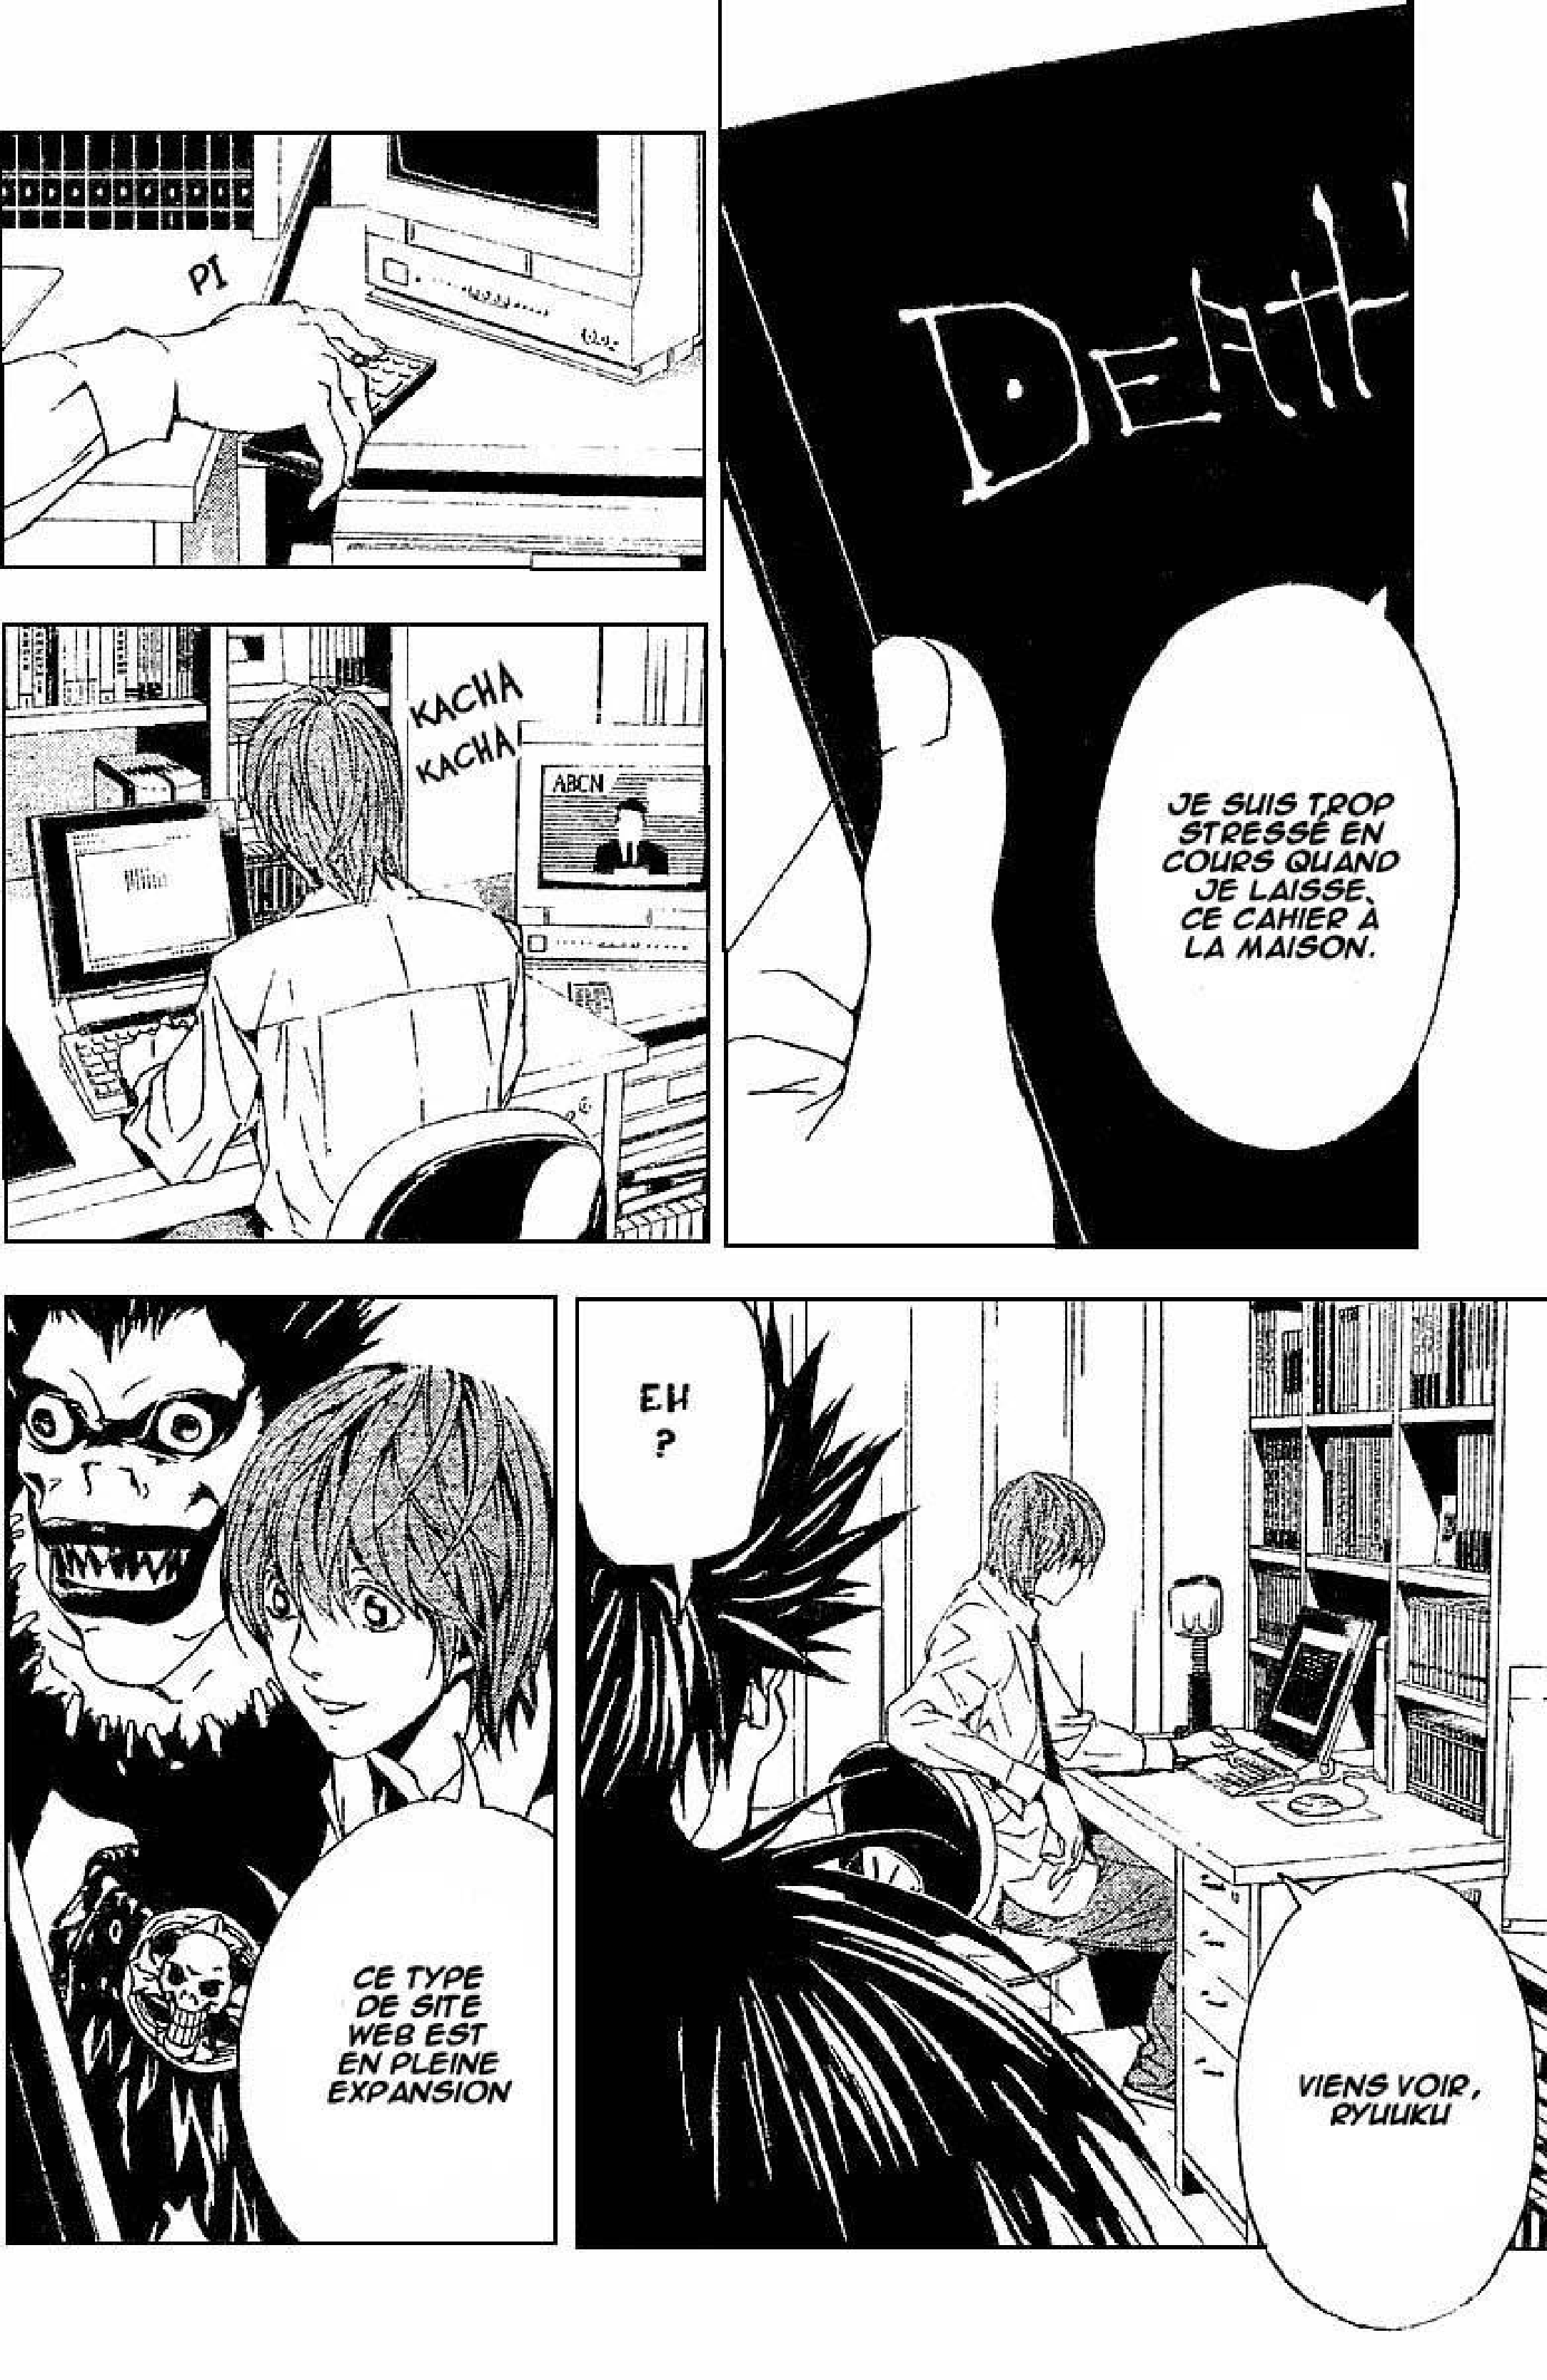 DEATH
JE SUIS TROP
STRESSÉ EN
COURS QUAND
JE LAISSE
CE CAHIER À
LA MAISON.
PI
KACHA
KACHA
ABCN
VIENS VOIR,
RYUUKU
EH
?
CE TYPE
DE SITE
WEB EST
EN PLEINE
EXPANSION